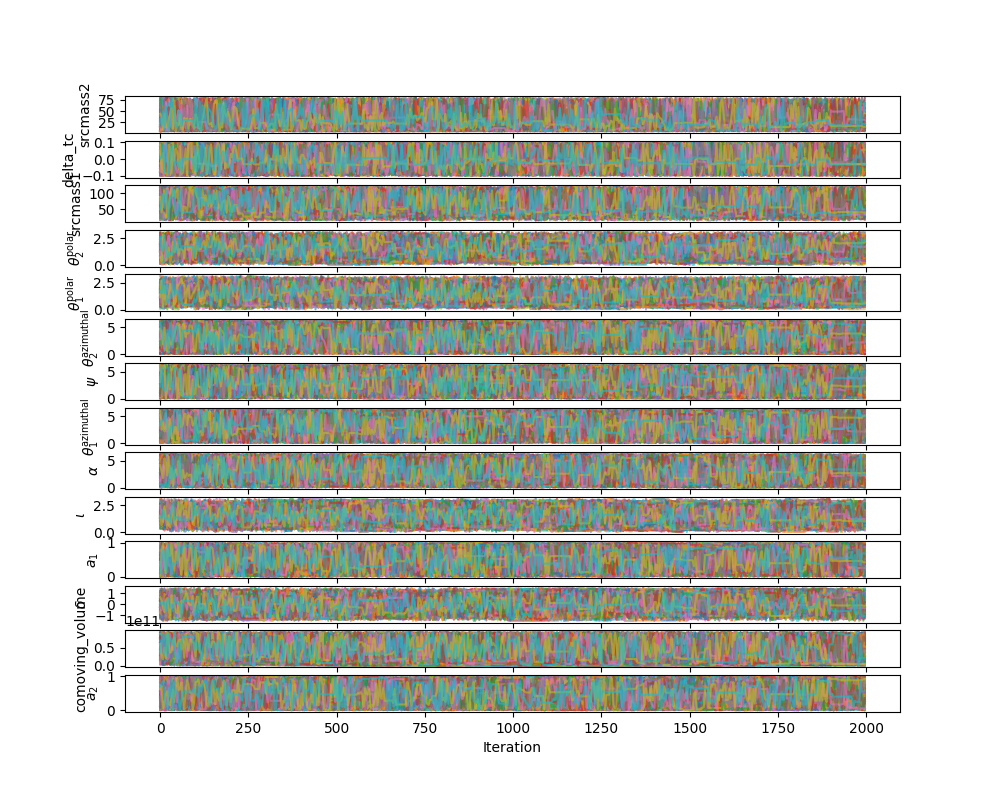 srcmass2
75
50
25
delta_tc
0.1
0.0
−0.1
srcmass1
100
50
θ₂^polar
2.5
0.0
θ₁^polar
2.5
0.0
θ₂^azimuthal
5
0
ψ
5
0
θ₁^azimuthal
5
0
α
5
0
ι
2.5
0.0
a₁
1
0
1
0
−1
1e11
comoving_volume
0.5
0.0
a₂
1
0
0 250 500 750 1000 1250 1500 1750 2000
Iteration